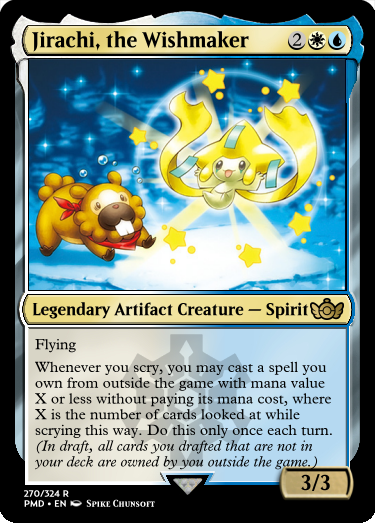 Jirachi, the Wishmaker 2
Legendary Artifact Creature — Spirit
Flying
Whenever you scry, you may cast a spell you
own from outside the game with mana value
X or less without paying its mana cost, where
X is the number of cards looked at while
scrying this way. Do this only once each turn.
(In draft, all cards you drafted that are not in
your deck are owned by you outside the game.)
3/3
270/324 R
PMD • EN Spike Chunsoft